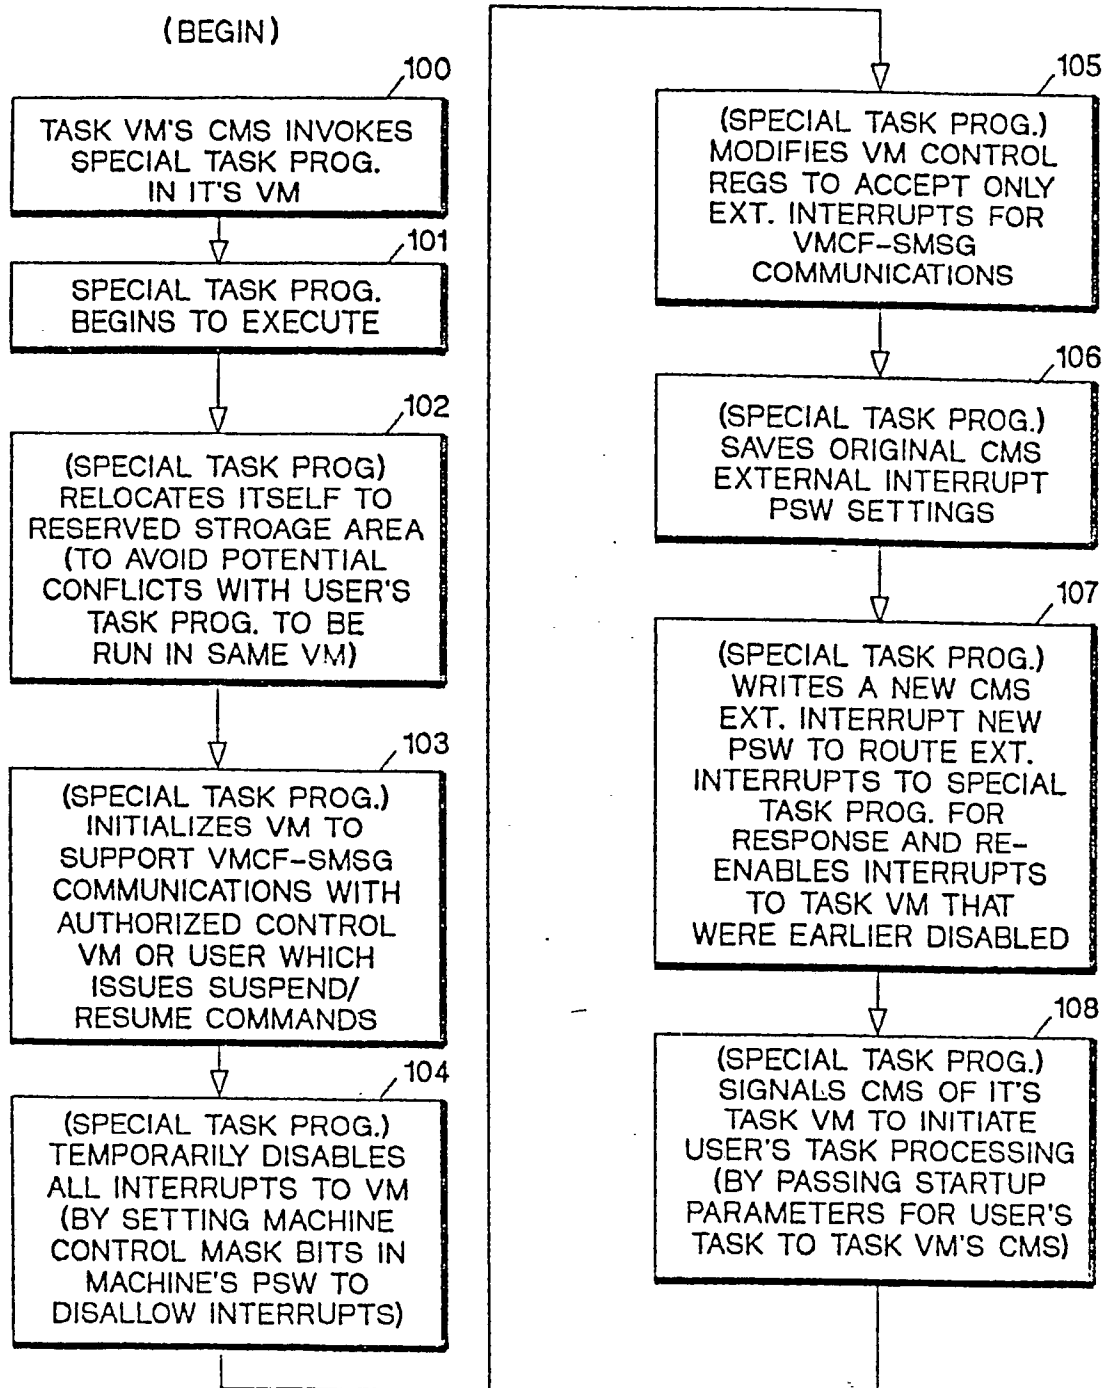 (BEGIN)
100
TASK VM'S CMS INVOKES
SPECIAL TASK PROG.
IN IT'S VM
101
SPECIAL TASK PROG.
BEGINS TO EXECUTE
102
(SPECIAL TASK PROG)
RELOCATES ITSELF TO
RESERVED STROAGE AREA
(TO AVOID POTENTIAL
CONFLICTS WITH USER'S
TASK PROG. TO BE
RUN IN SAME VM)
103
(SPECIAL TASK PROG.)
INITIALIZES VM TO
SUPPORT VMCF-SMSG
COMMUNICATIONS WITH
AUTHORIZED CONTROL
VM OR USER WHICH
ISSUES SUSPEND/
RESUME COMMANDS
104
(SPECIAL TASK PROG.)
TEMPORARILY DISABLES
ALL INTERRUPTS TO VM
(BY SETTING MACHINE
CONTROL MASK BITS IN
MACHINE'S PSW TO
DISALLOW INTERRUPTS)
105
(SPECIAL TASK PROG.)
MODIFIES VM CONTROL
REGS TO ACCEPT ONLY
EXT. INTERRUPTS FOR
VMCF-SMSG
COMMUNICATIONS
106
(SPECIAL TASK PROG.)
SAVES ORIGINAL CMS
EXTERNAL INTERRUPT
PSW SETTINGS
107
(SPECIAL TASK PROG.)
WRITES A NEW CMS
EXT. INTERRUPT NEW
PSW TO ROUTE EXT.
INTERRUPTS TO SPECIAL
TASK PROG. FOR
RESPONSE AND RE-
ENABLES INTERRUPTS
TO TASK VM THAT
WERE EARLIER DISABLED
108
(SPECIAL TASK PROG.)
SIGNALS CMS OF IT'S
TASK VM TO INITIATE
USER'S TASK PROCESSING
(BY PASSING STARTUP
PARAMETERS FOR USER'S
TASK TO TASK VM'S CMS)